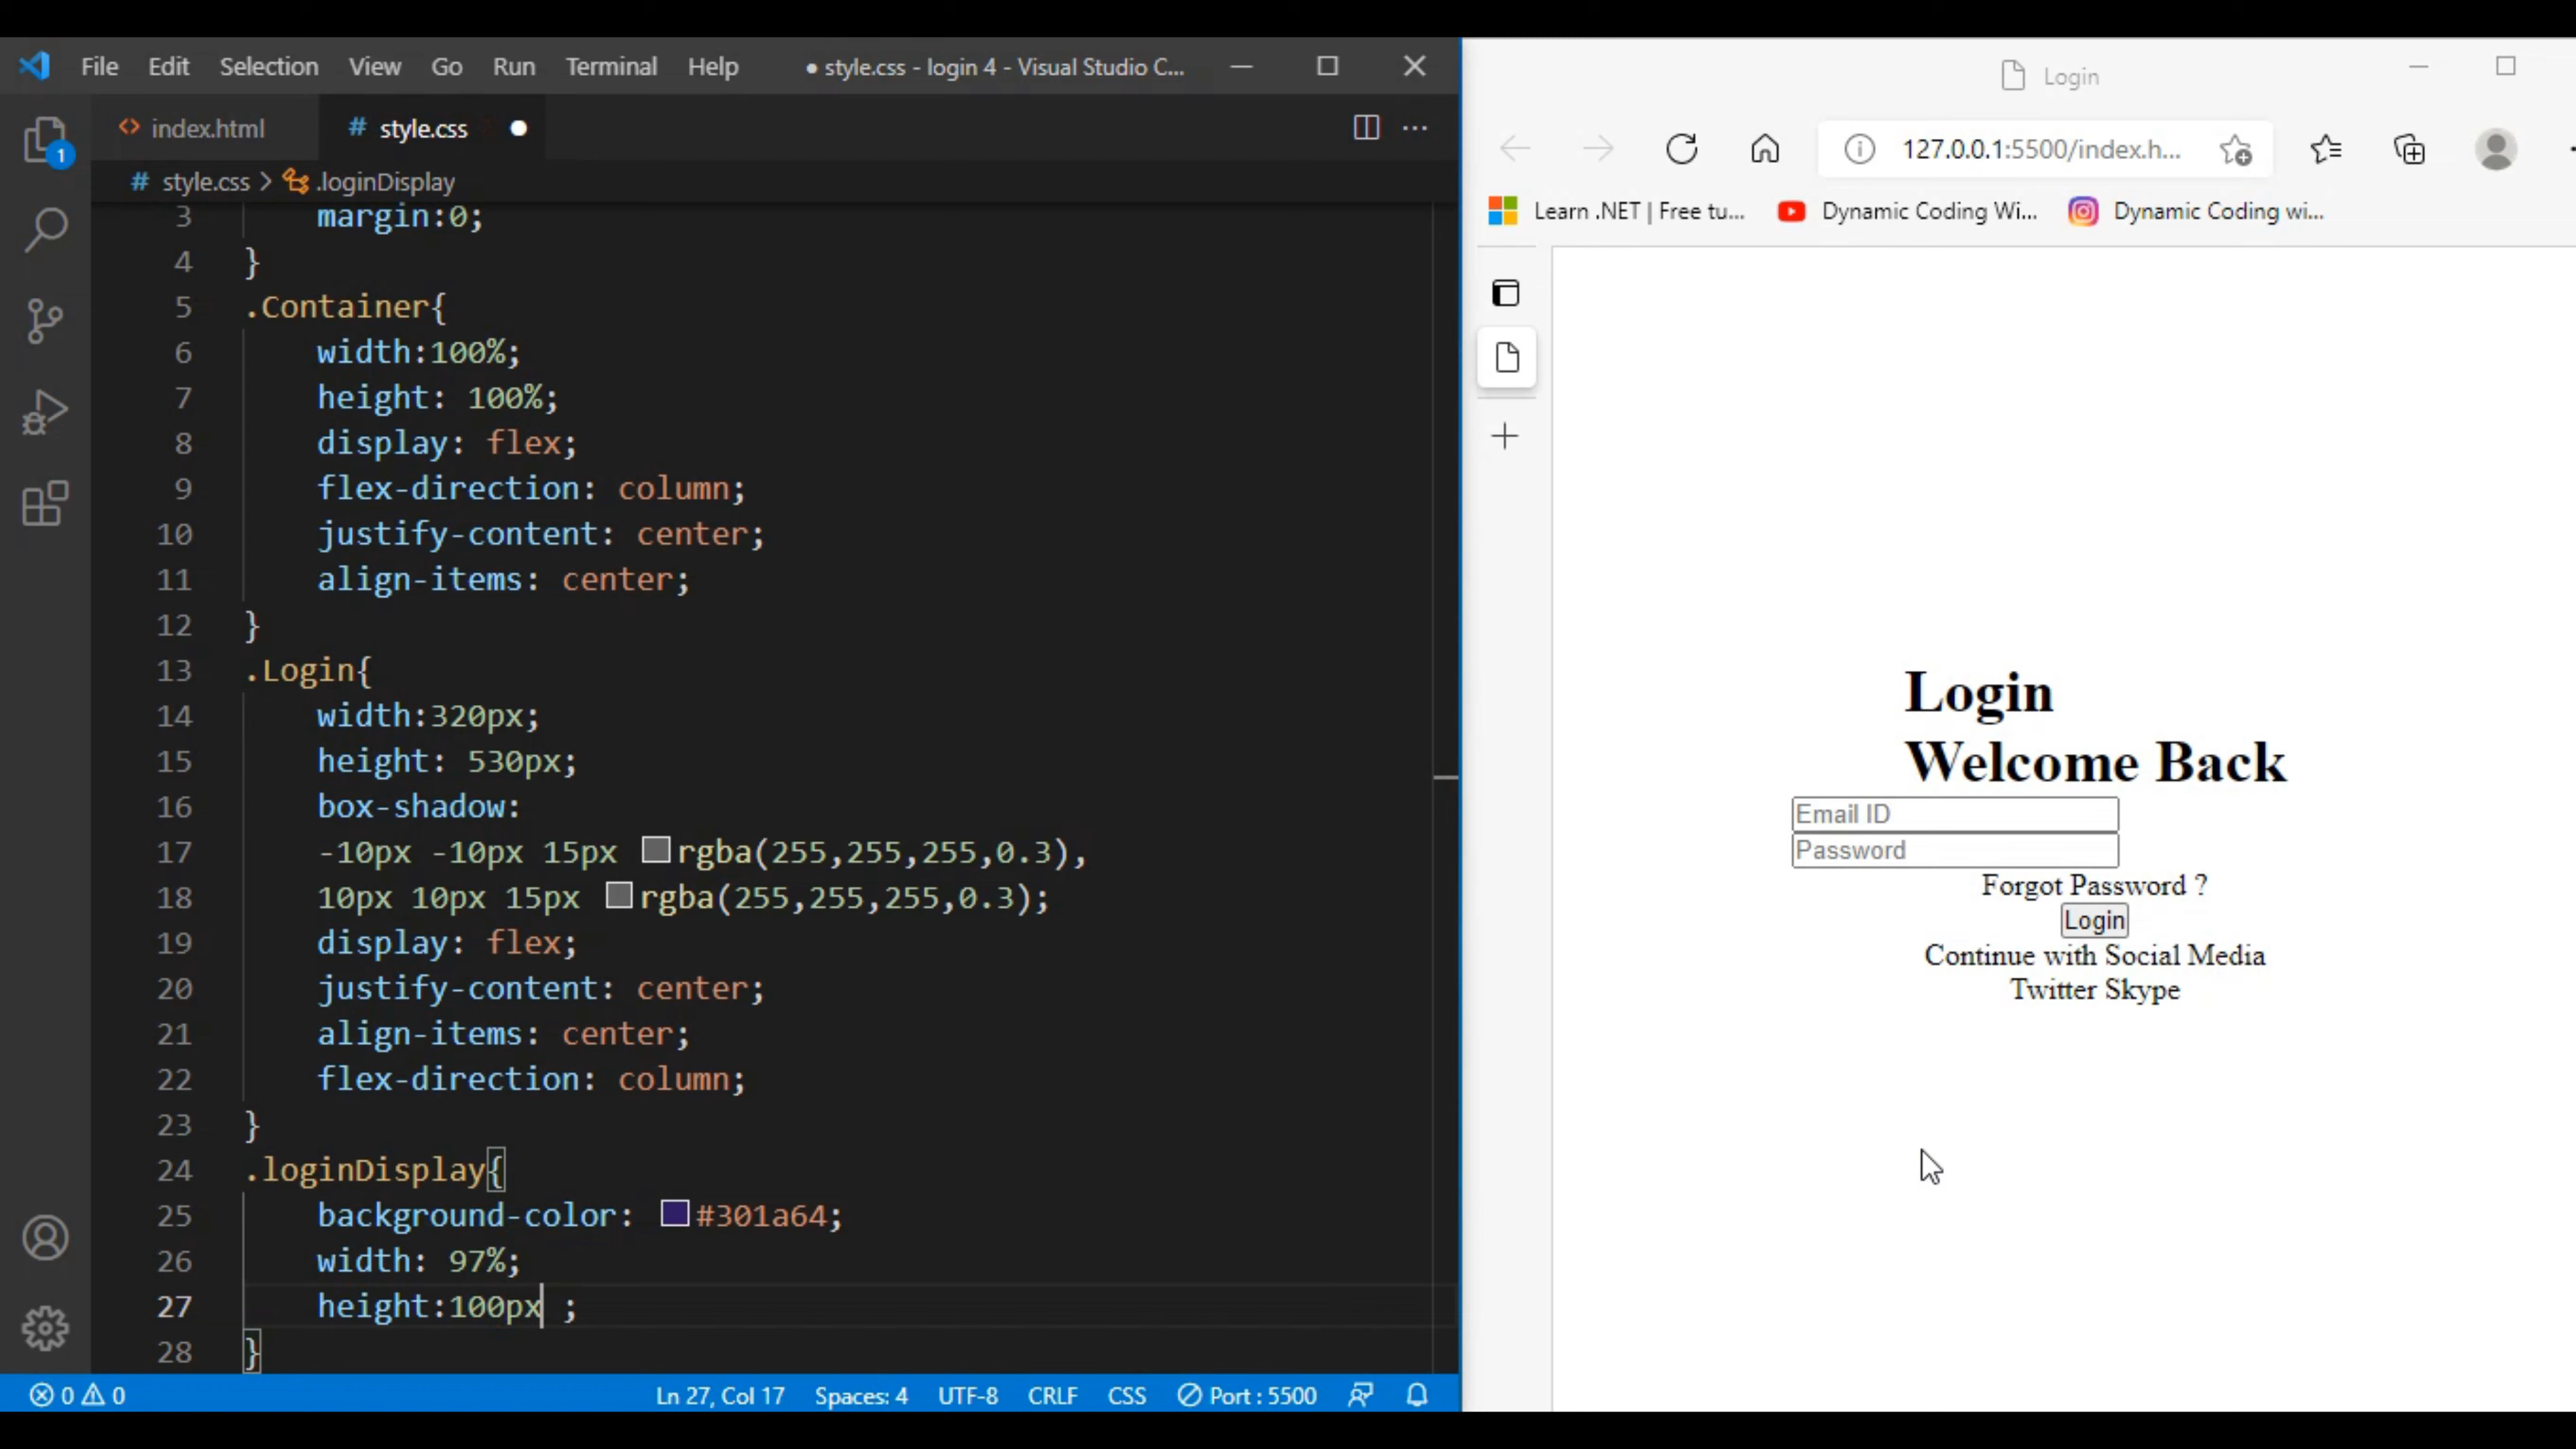 File Edit Selection View Go Run Terminal Help ● style.css - login 4 - Visual Studio C...
<> index.html # style.css
# style.css > .loginDisplay
1
3 margin:0;
4 }
5 .Container{
6 width:100%;
7 height: 100%;
8 display: flex;
9 flex-direction: column;
10 justify-content: center;
11 align-items: center;
12 }
13 .Login{
14 width:320px;
15 height: 530px;
16 box-shadow:
17 -10px -10px 15px rgba(255,255,255,0.3),
18 10px 10px 15px rgba(255,255,255,0.3);
19 display: flex;
20 justify-content: center;
21 align-items: center;
22 flex-direction: column;
23 }
24 .loginDisplay{
25 background-color: #301a64;
26 width: 97%;
27 height:100px ;
28 }
0 0 Ln 27, Col 17 Spaces: 4 UTF-8 CRLF CSS Port : 5500
Login
127.0.0.1:5500/index.h...
Learn .NET | Free tu... Dynamic Coding Wi... Dynamic Coding wi...
Login
Welcome Back
Email ID
Password
Forgot Password ?
Login
Continue with Social Media
Twitter Skype